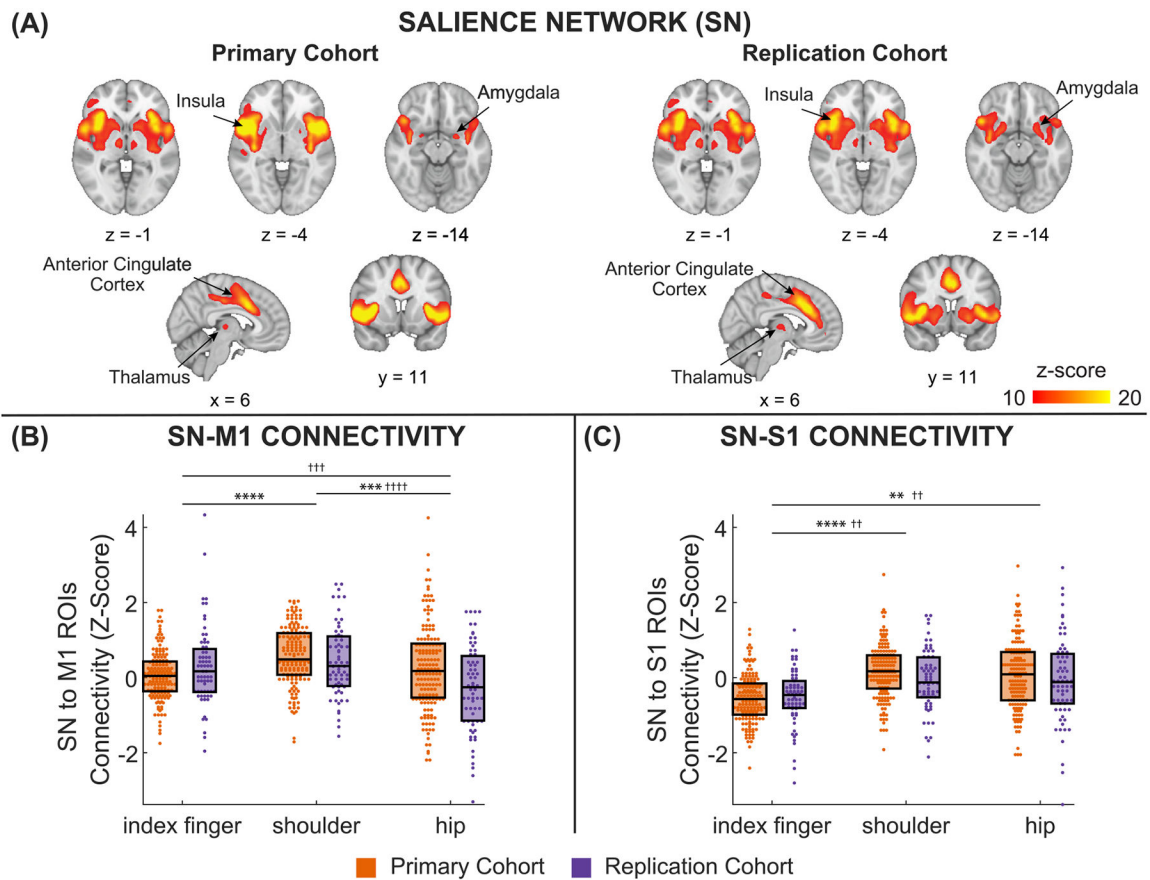 (A)
SALIENCE NETWORK (SN)
Primary Cohort
Replication Cohort
Insula
Amygdala
Insula
Amygdala
z = -1
z = -4
z = -14
z = -1
z = -4
z = -14
Anterior Cingulate
Cortex
Thalamus
x = 6
y = 11
Anterior Cingulate
Cortex
Thalamus
x = 6
y = 11
z-score
10
20
(B)
SN-M1 CONNECTIVITY
†††
*** ††††
****
SN to M1 ROIs
Connectivity (Z-Score)
4
2
0
-2
index finger
shoulder
hip
(C)
SN-S1 CONNECTIVITY
** ††
**** ††
SN to S1 ROIs
Connectivity (Z-Score)
4
2
0
-2
index finger
shoulder
hip
Primary Cohort
Replication Cohort